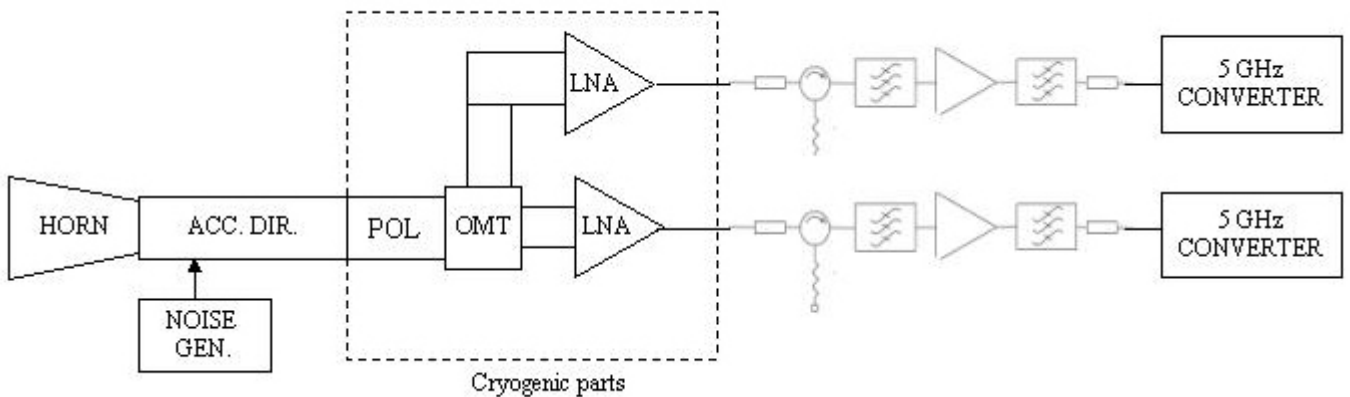 LNA
5 GHz
CONVERTER
HORN
ACC. DIR.
POL
OMT
LNA
5 GHz
CONVERTER
NOISE
GEN.
Cryogenic parts